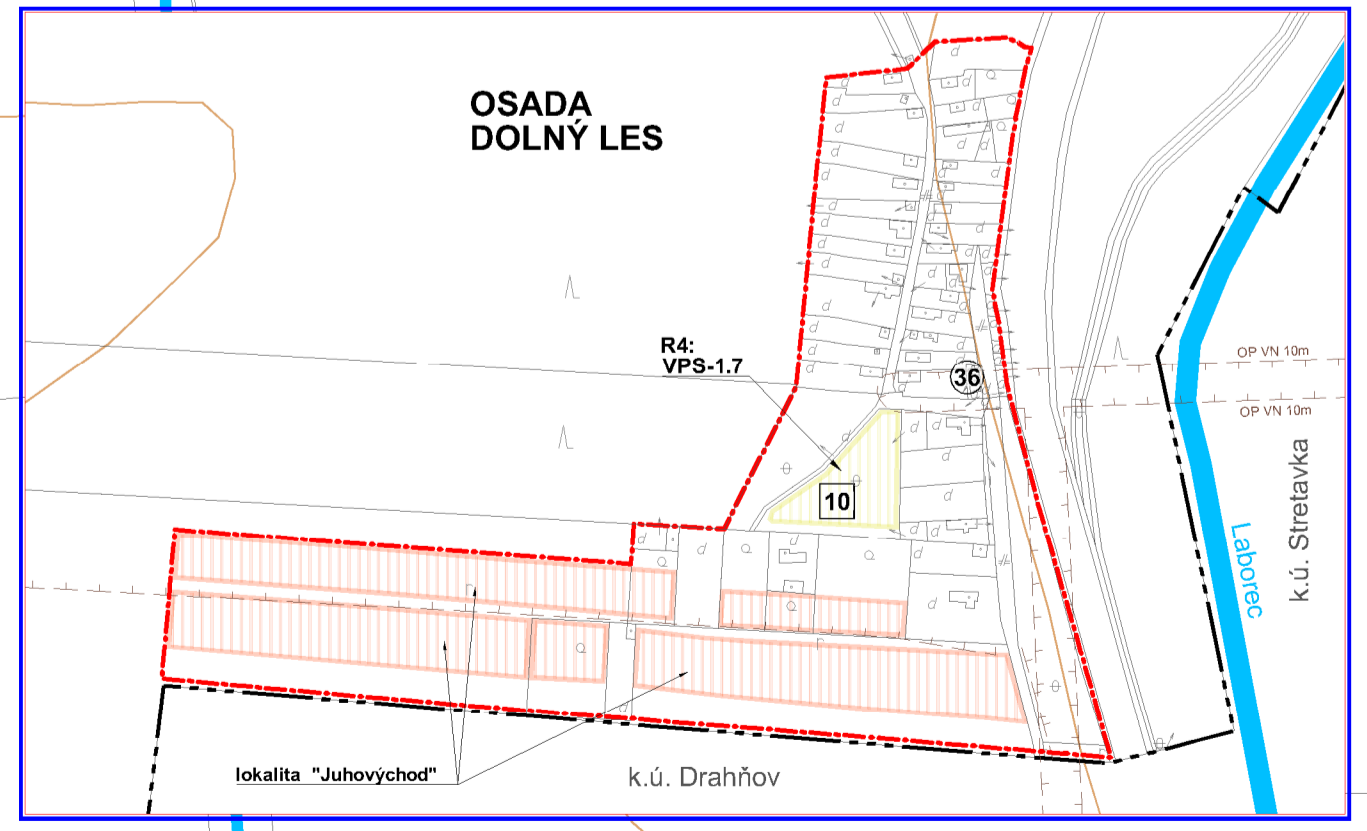 OSADA
DOLNÝ LES
R4:
VPS-1.7
36
OP VN 10m
OP VN 10m
10
k.ú. Stretavka
Laborec
lokalita "Juhovýchod"
k.ú. Drahňov